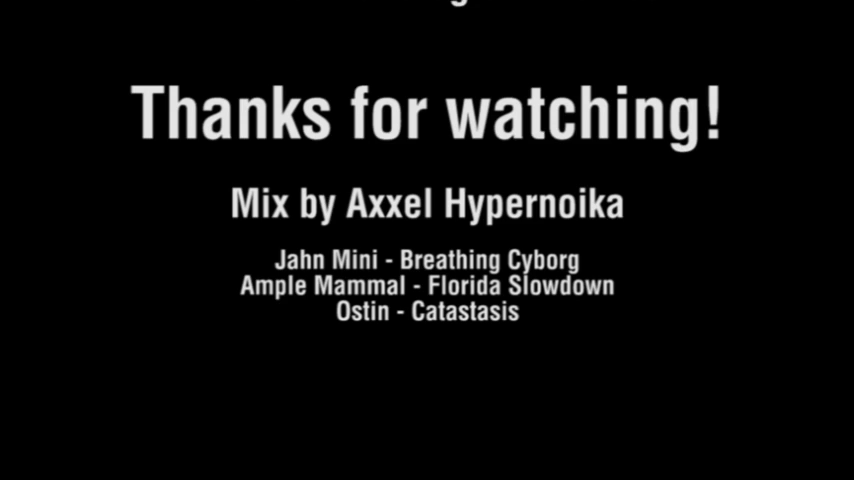 Thanks for watching!
Mix by Axxel Hypernoika
Jahn Mini - Breathing Cyborg
Ample Mammal - Florida Slowdown
Ostin - Catastasis